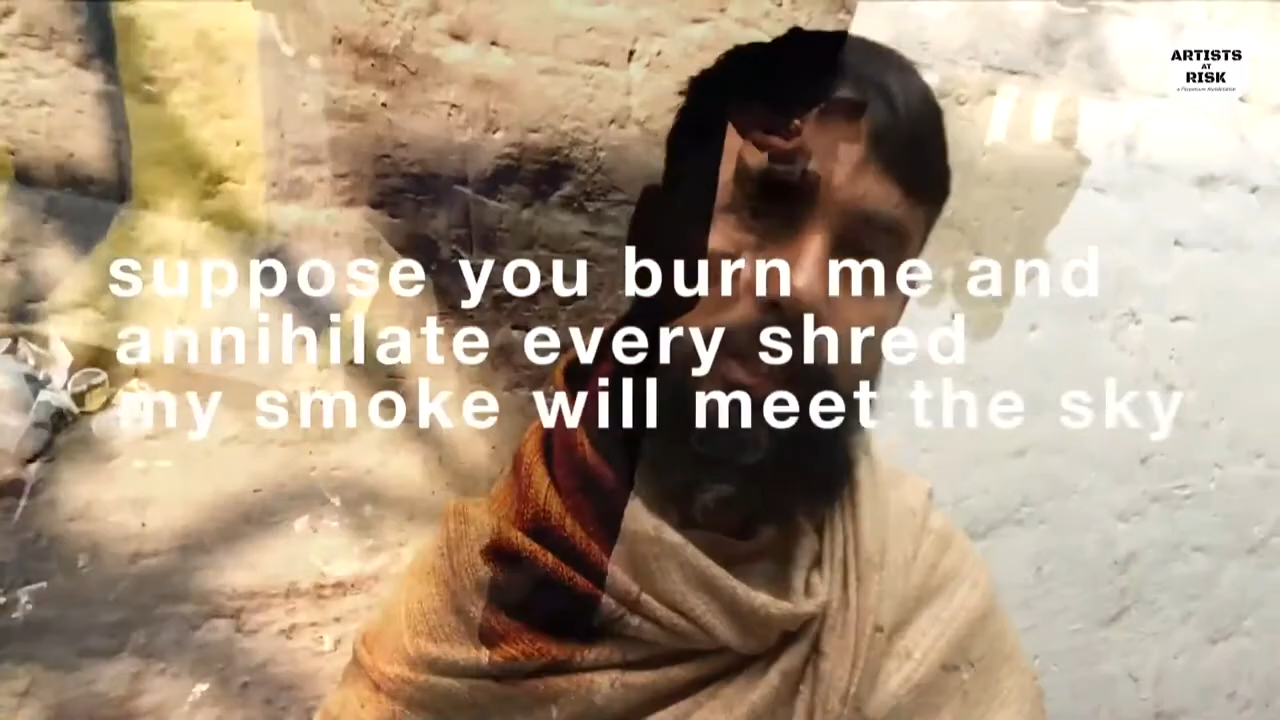 ARTISTS
AT
RISK
suppose you burn me and
annihilate every shred
my smoke will meet the sky